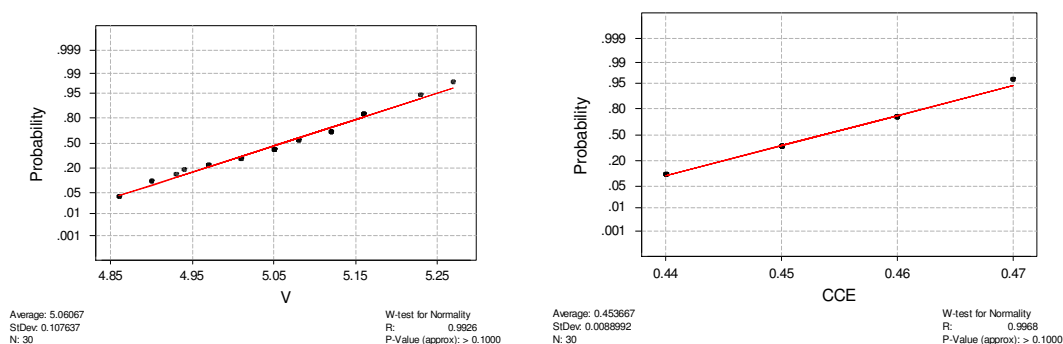 .999
.99
.95
.80
.50
.20
.05
.01
.001
Probability
4.85 4.95 5.05 5.15 5.25
V
Average: 5.06067
StDev: 0.107637
N: 30
W-test for Normality
R: 0.9926
P-Value (approx): > 0.1000
.999
.99
.95
.80
.50
.20
.05
.01
.001
Probability
0.44 0.45 0.46 0.47
CCE
Average: 0.453667
StDev: 0.0088992
N: 30
W-test for Normality
R: 0.9968
P-Value (approx): > 0.1000